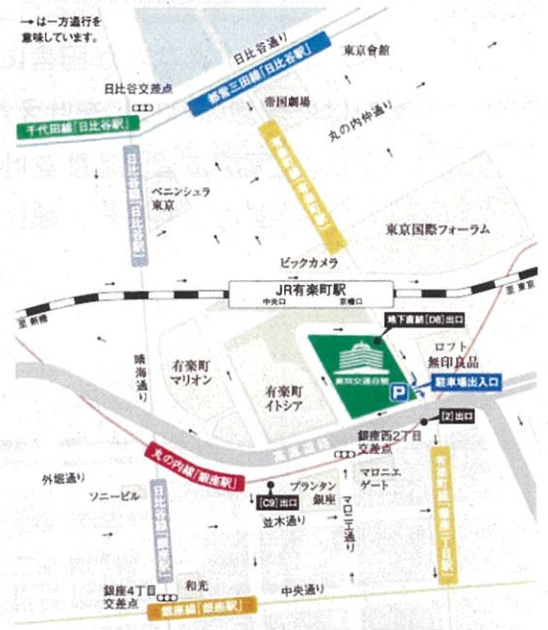 →は一方通行を
意味しています。
日比谷通り
東京會館
都営三田線「日比谷駅」
日比谷交差点
帝国劇場
千代田線「日比谷駅」
丸の内仲通り
有楽町線「有楽町駅」
日比谷線「日比谷駅」
ペニンシュラ
東京
東京国際フォーラム
ビックカメラ
JR有楽町駅
中央口
京橋口
至 東京
至 新橋
地下直結[D8]出口
ロフト
無印良品
東京交通会館
晴海通り
有楽町
マリオン
有楽町
イトシア
P
駐車場出入口
[2]出口
高速道路
銀座西2丁目
交差点
丸の内線「銀座駅」
外堀通り
ソニービル
マロニエ
ゲート
プランタン
銀座
[C9]出口
並木通り
マロニエ通り
日比谷線「銀座駅」
有楽町線「銀座一丁目駅」
銀座4丁目
交差点
和光
中央通り
銀座線「銀座駅」